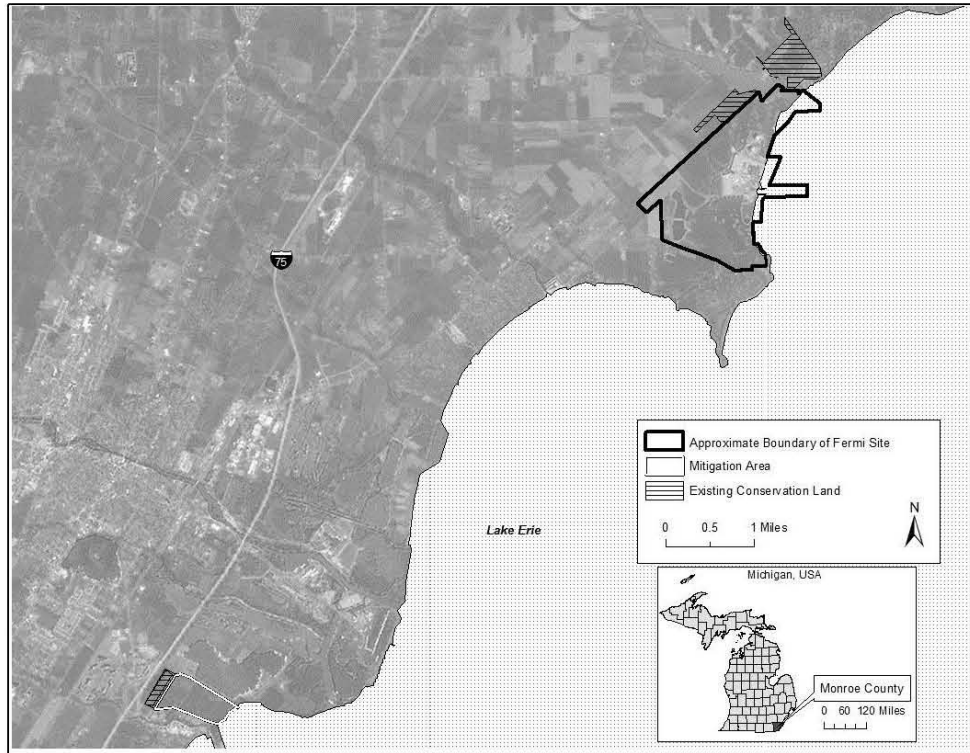 75
Lake Erie
Approximate Boundary of Fermi Site
Mitigation Area
Existing Conservation Land
0 0.5 1 Miles
N
Michigan, USA
Monroe County
0 60 120 Miles